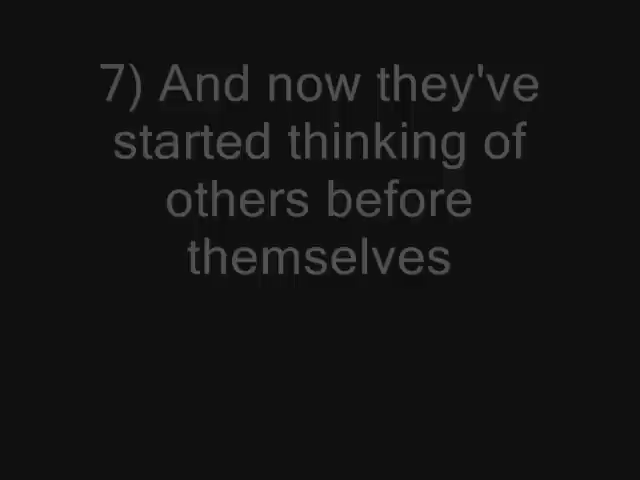 7) And now they've
started thinking of
others before
themselves